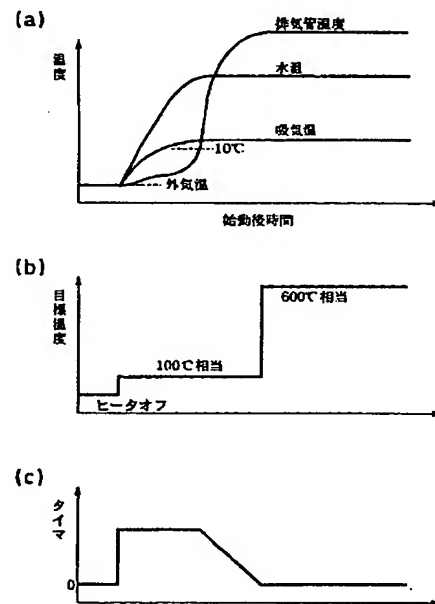 (a)
温度
排気管温度
水温
吸気温
10℃
外気温
始動後時間
(b)
目標温度
600℃相当
100℃相当
ヒータオフ
(c)
タイマ
0